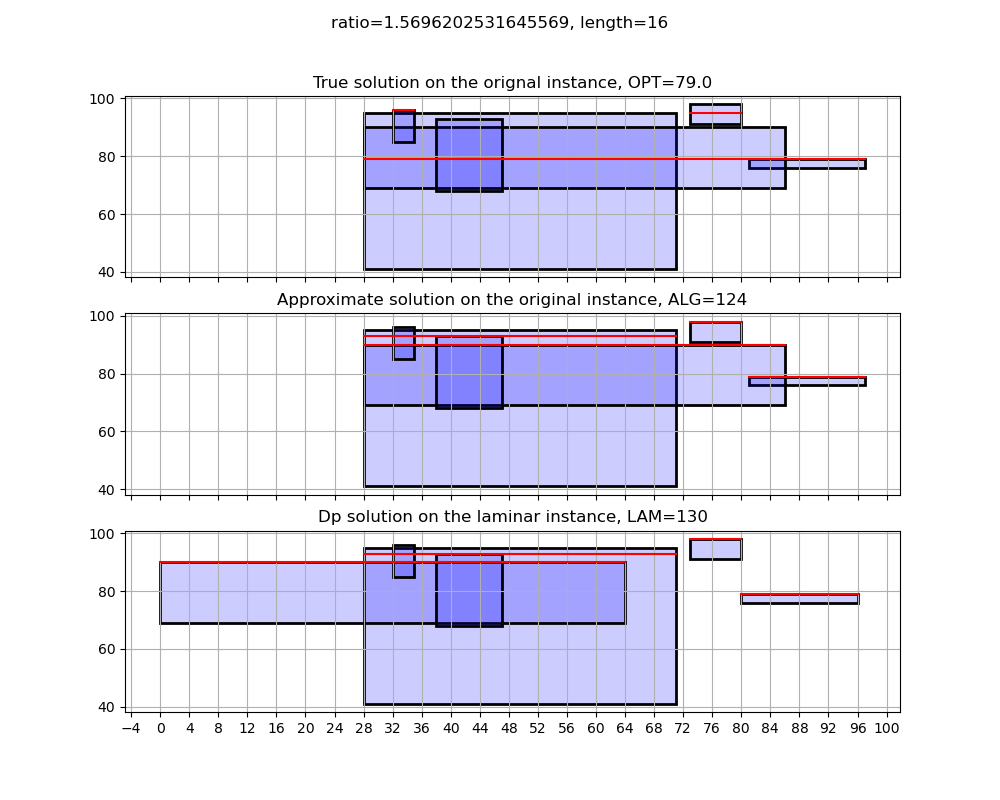 ratio=1.5696202531645569, length=16
True solution on the orignal instance, OPT=79.0
100
80
60
40
Approximate solution on the original instance, ALG=124
100
80
60
40
Dp solution on the laminar instance, LAM=130
100
80
60
40
−4 0 4 8 12 16 20 24 28 32 36 40 44 48 52 56 60 64 68 72 76 80 84 88 92 96 100